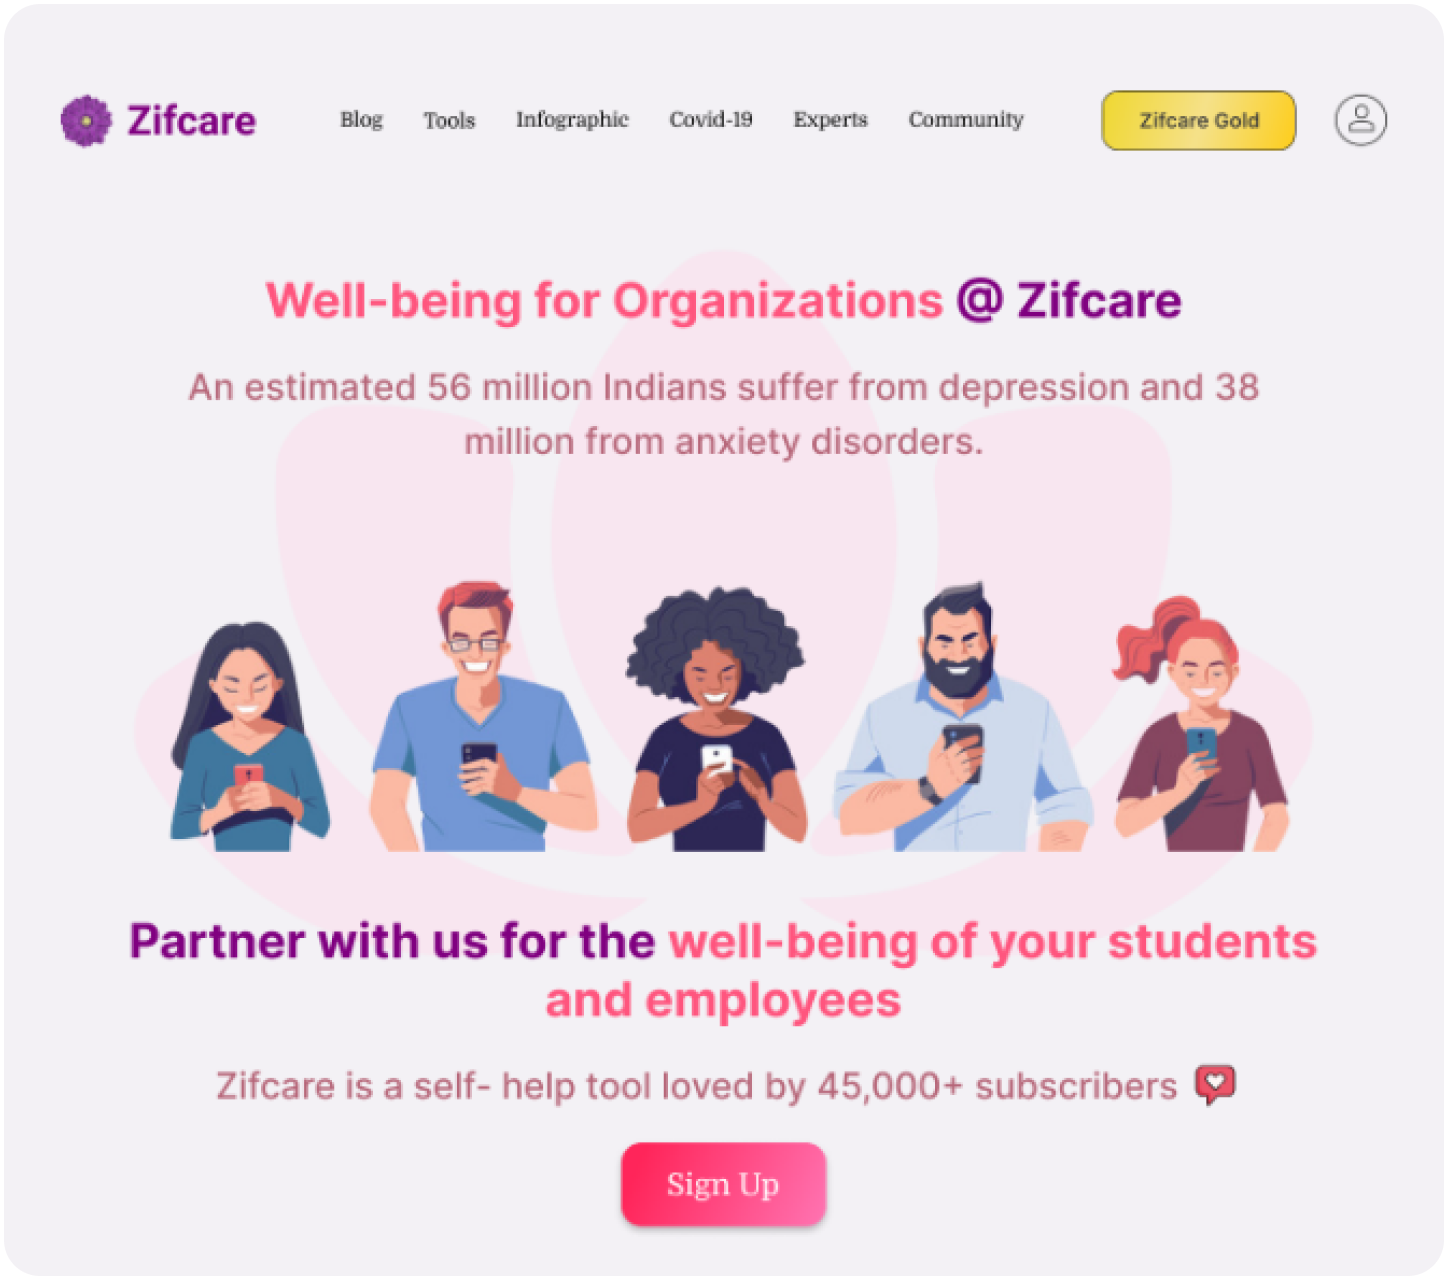 Zifcare
Blog Tools Infographic Covid-19 Experts Community
Zifcare Gold
Well-being for Organizations @ Zifcare
An estimated 56 million Indians suffer from depression and 38
million from anxiety disorders.
Partner with us for the well-being of your students
and employees
Zifcare is a self- help tool loved by 45,000+ subscribers
Sign Up